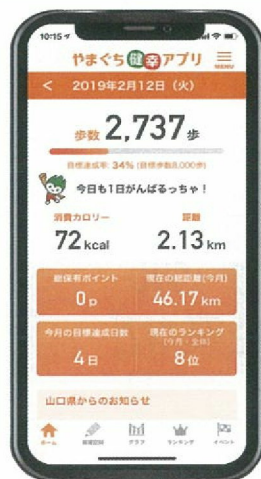 10:15
やまぐち健幸アプリ
MENU
< 2019年2月12日（火）
歩数 2,737 歩
目標達成率: 34% (目標歩数8,000歩)
今日も1日がんばるっちゃ！
消費カロリー 距離
72 kcal 2.13 km
総保有ポイント 現在の総距離(今月)
0 p 46.17 km
今月の目標達成日数 現在のランキング
(今月・全体)
4 日 8 位
山口県からのお知らせ
ホーム 健康記録 グラフ ランキング イベント